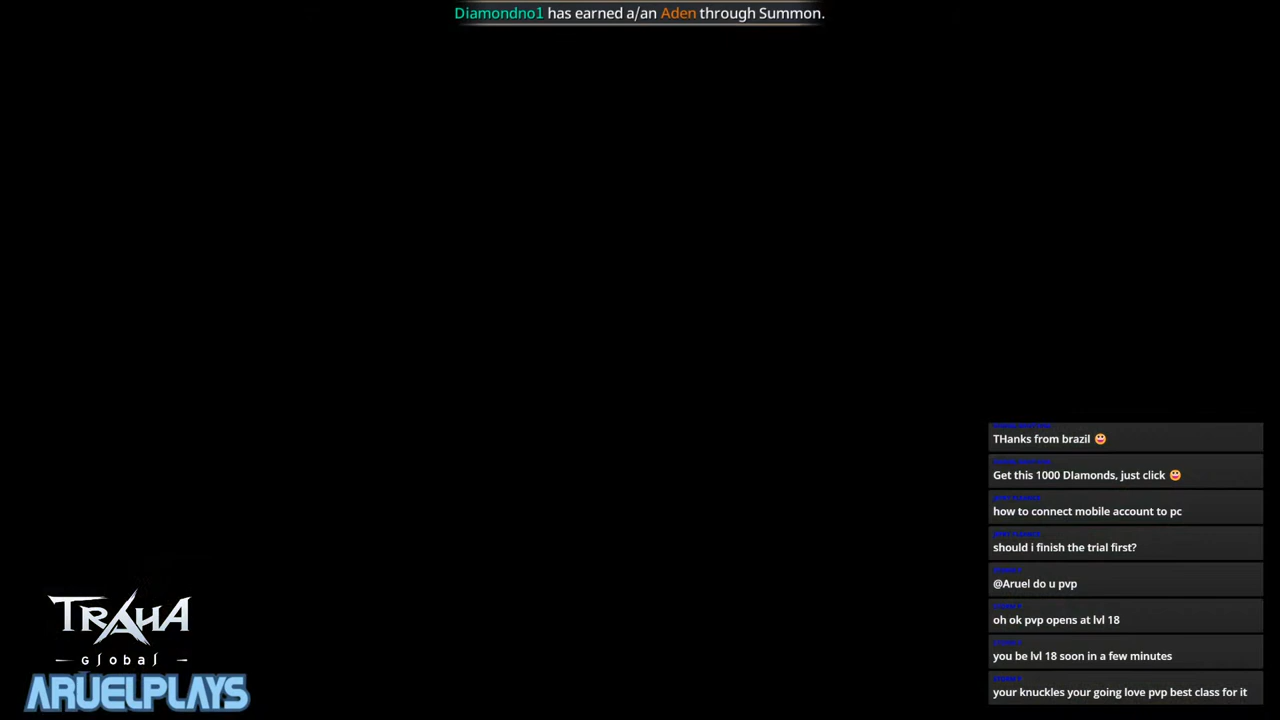 Diamondno1 has earned a/an Aden through Summon.
THanks from brazil 😀
Get this 1000 DIamonds, just click 😀
how to connect mobile account to pc
should i finish the trial first?
@Aruel do u pvp
oh ok pvp opens at lvl 18
you be lvl 18 soon in a few minutes
your knuckles your going love pvp best class for it
TRAHA
Global
ARUELPLAYS